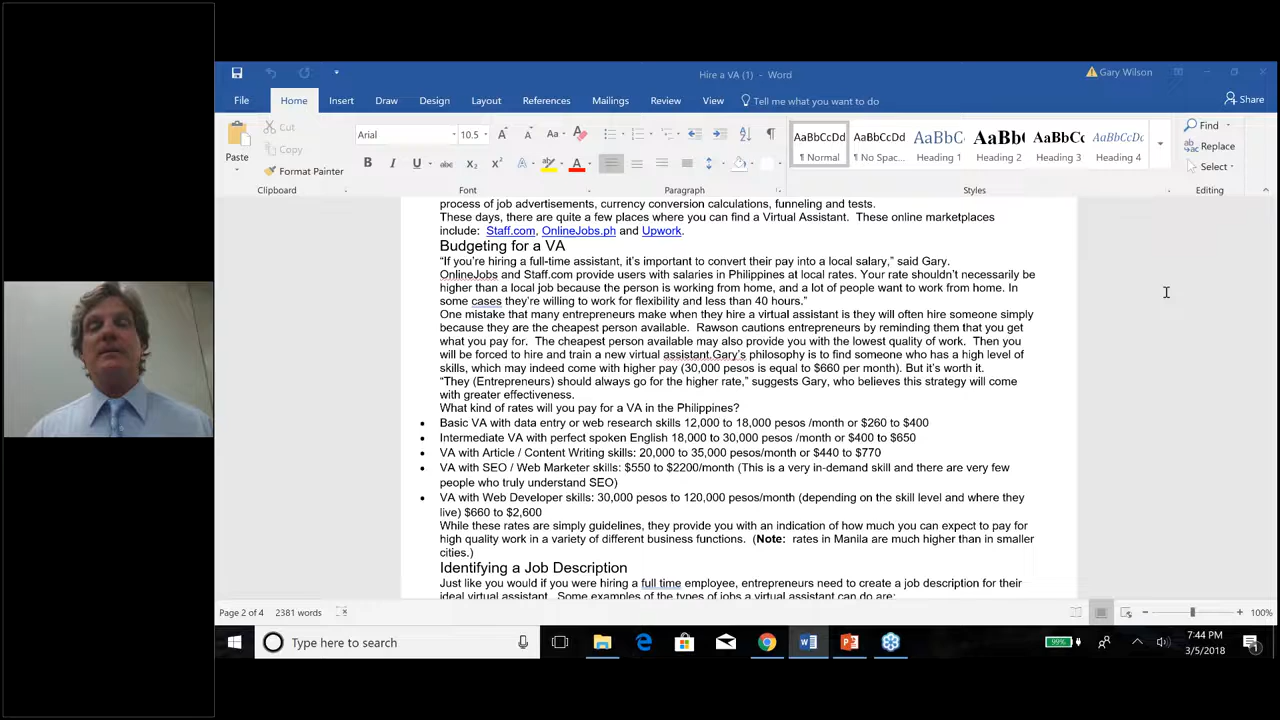 Hire a VA (1) - Word
Gary Wilson
File Home Insert Draw Design Layout References Mailings Review View Tell me what you want to do
Share
Paste
Cut
Copy
Format Painter
Clipboard
Arial 10.5
Font
Paragraph
AaBbCcDd AaBbCcDd AaBbC AaBb( AaBbCc AaBbCcDc
¶ Normal ¶ No Spac... Heading 1 Heading 2 Heading 3 Heading 4
Styles
Find
Replace
Select
Editing
process of job advertisements, currency conversion calculations, funneling and tests.
These days, there are quite a few places where you can find a Virtual Assistant. These online marketplaces
include: Staff.com, OnlineJobs.ph and Upwork.
Budgeting for a VA
“If you’re hiring a full-time assistant, it’s important to convert their pay into a local salary,” said Gary.
OnlineJobs and Staff.com provide users with salaries in Philippines at local rates. Your rate shouldn’t necessarily be
higher than a local job because the person is working from home, and a lot of people want to work from home. In
some cases they’re willing to work for flexibility and less than 40 hours.”
One mistake that many entrepreneurs make when they hire a virtual assistant is they will often hire someone simply
because they are the cheapest person available. Rawson cautions entrepreneurs by reminding them that you get
what you pay for. The cheapest person available may also provide you with the lowest quality of work. Then you
will be forced to hire and train a new virtual assistant.Gary’s philosophy is to find someone who has a high level of
skills, which may indeed come with higher pay (30,000 pesos is equal to $660 per month). But it’s worth it.
“They (Entrepreneurs) should always go for the higher rate,” suggests Gary, who believes this strategy will come
with greater effectiveness.
What kind of rates will you pay for a VA in the Philippines?
• Basic VA with data entry or web research skills 12,000 to 18,000 pesos /month or $260 to $400
• Intermediate VA with perfect spoken English 18,000 to 30,000 pesos /month or $400 to $650
• VA with Article / Content Writing skills: 20,000 to 35,000 pesos/month or $440 to $770
• VA with SEO / Web Marketer skills: $550 to $2200/month (This is a very in-demand skill and there are very few
people who truly understand SEO)
• VA with Web Developer skills: 30,000 pesos to 120,000 pesos/month (depending on the skill level and where they
live) $660 to $2,600
While these rates are simply guidelines, they provide you with an indication of how much you can expect to pay for
high quality work in a variety of different business functions. (Note: rates in Manila are much higher than in smaller
cities.)
Identifying a Job Description
Just like you would if you were hiring a full time employee, entrepreneurs need to create a job description for their
ideal virtual assistant. Some examples of the types of jobs a virtual assistant can do are:
Page 2 of 4 2381 words
100%
Type here to search
99%
7:44 PM
3/5/2018
1